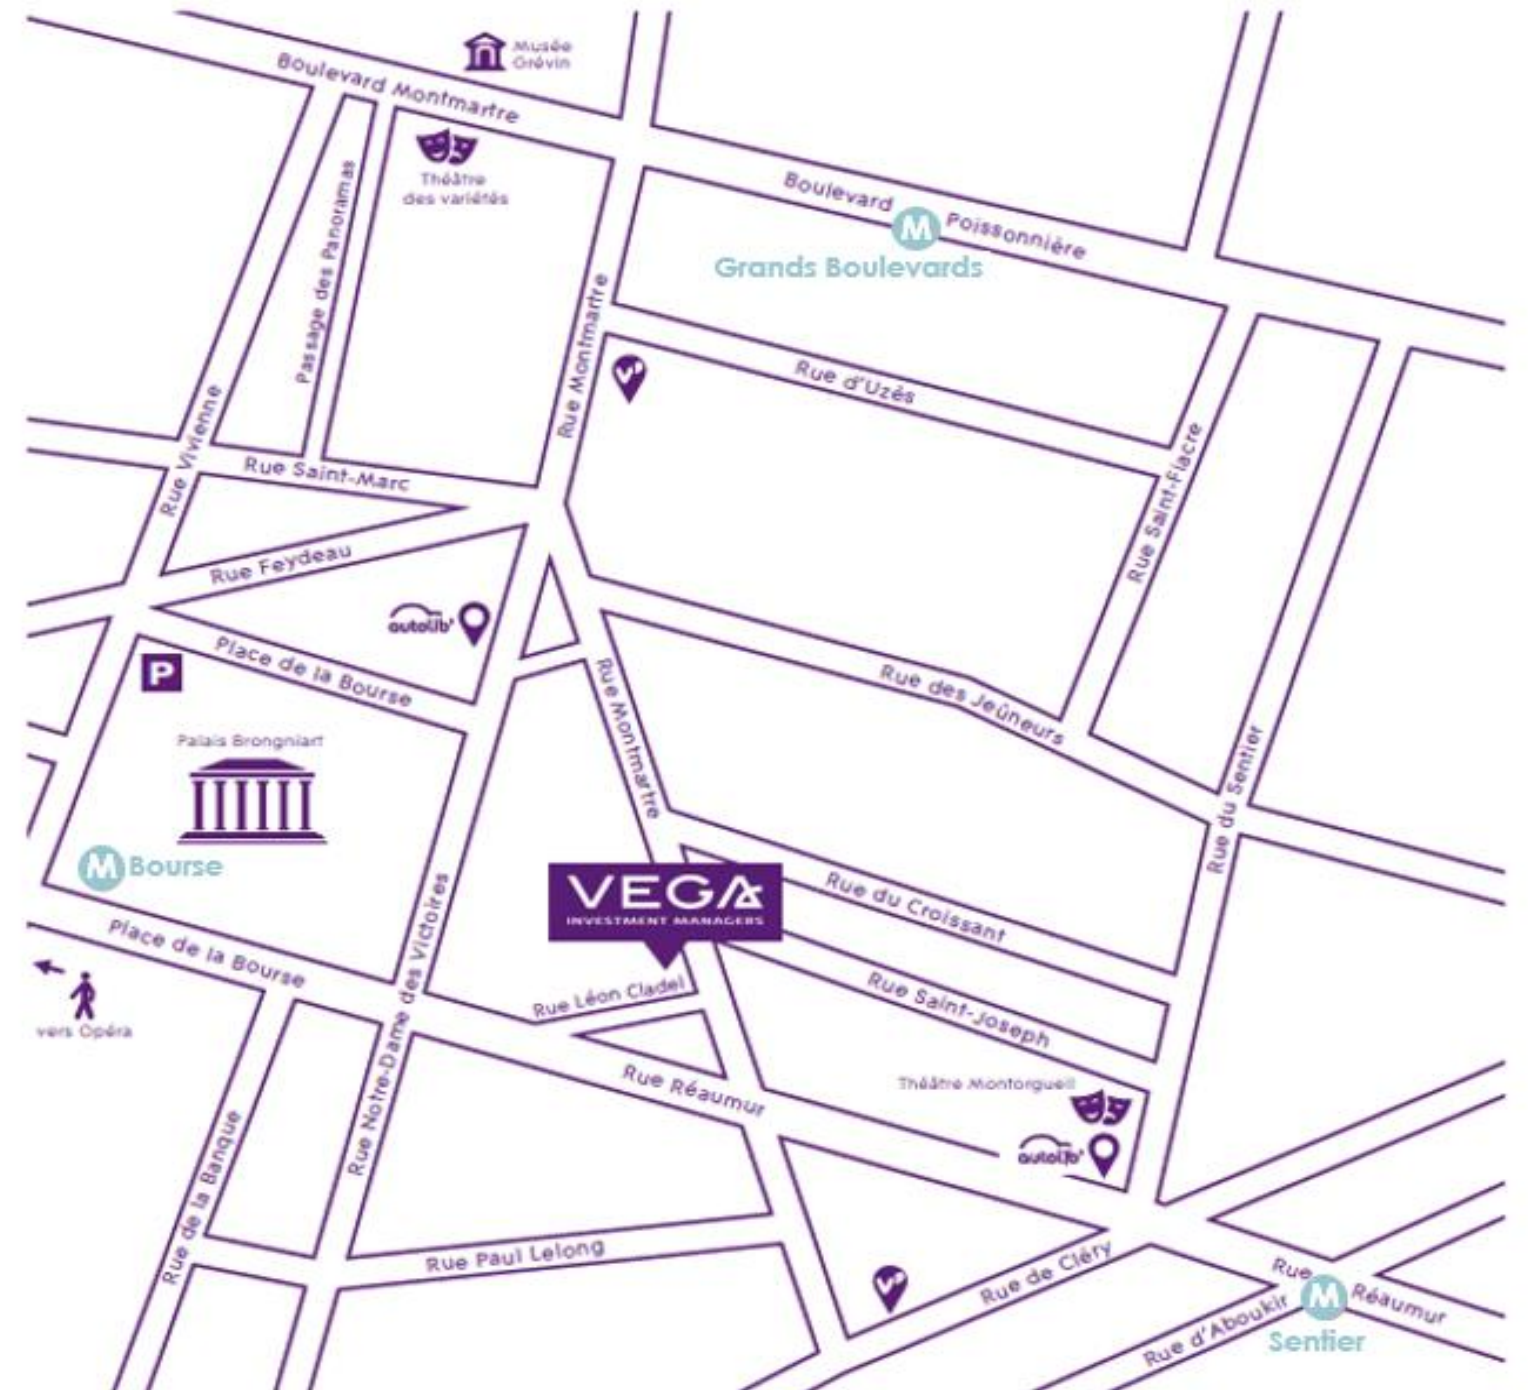 Musée
Grévin
Boulevard Montmartre
Théâtre
des variétés
Passage des Panoramas
Boulevard
M
Poissonnière
Grands Boulevards
Rue Montmartre
Rue d'Uzès
Rue Vivienne
Rue Saint-Marc
Rue Saint-Fiacre
Rue Feydeau
autolib'
Place de la Bourse
P
Rue Montmartre
Rue des Jeûneurs
Palais Brongniart
Rue du Sentier
M Bourse
VEGA
INVESTMENT MANAGERS
Rue du Croissant
Place de la Bourse
Rue Notre-Dame des Victoires
Rue Léon Cladel
Rue Saint-Joseph
vers Opéra
Rue Réaumur
Théâtre Montorgueil
autolib'
Rue de la Banque
Rue Paul Lelong
Rue de Cléry
Rue
M
Réaumur
Rue d'Aboukir
Sentier